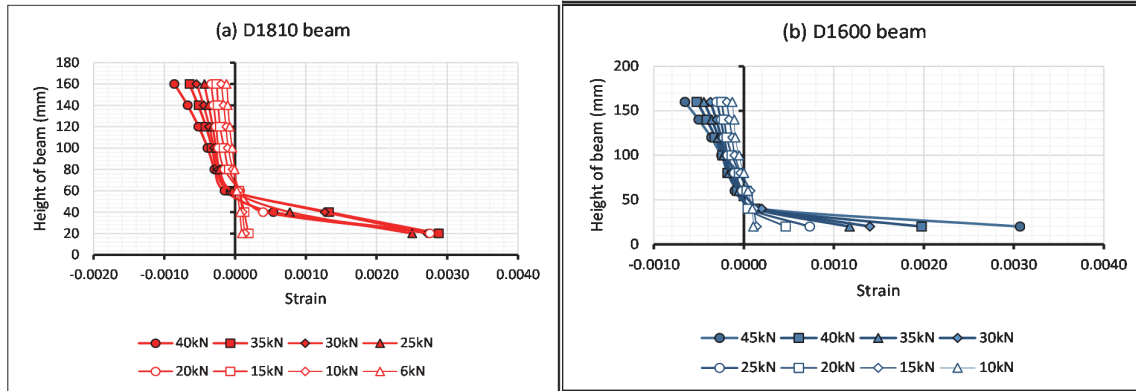 (a) D1810 beam
Height of beam (mm)
180
160
140
120
100
80
60
40
20
0
-0.0020 -0.0010 0.0000 0.0010 0.0020 0.0030 0.0040
Strain
40kN 35kN 30kN 25kN
20kN 15kN 10kN 6kN
(b) D1600 beam
Height of beam (mm)
200
150
100
50
0
-0.0010 0.0000 0.0010 0.0020 0.0030 0.0040
Strain
45kN 40kN 35kN 30kN
25kN 20kN 15kN 10kN